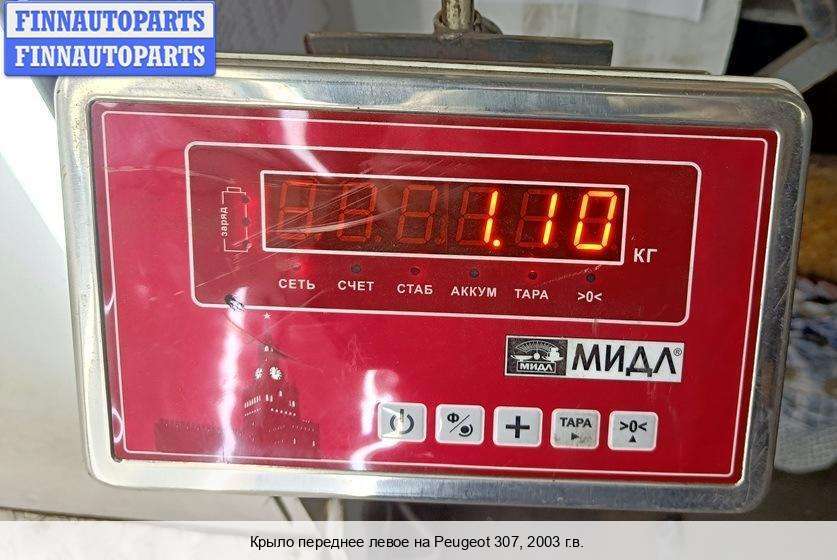 FINNAUTOPARTS
FINNAUTOPARTS
заряд
1.10
КГ
СЕТЬ СЧЕТ СТАБ АККУМ ТАРА >0<
МИДЛ МИДЛ®
Ф ТАРА >0<
Крыло переднее левое на Peugeot 307, 2003 г.в.